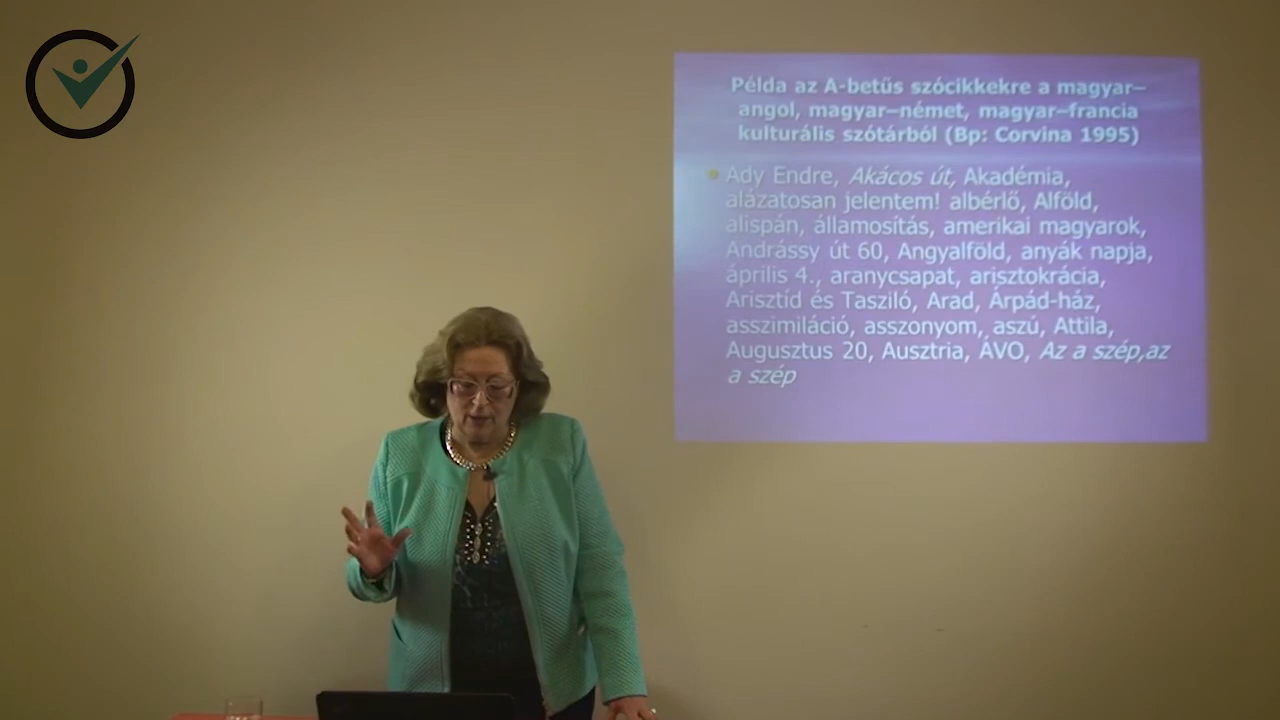 Példa az A-betűs szócikkekre a magyar–
angol, magyar–német, magyar–francia
kulturális szótárból (Bp: Corvina 1995)
Ady Endre, Akácos út, Akadémia,
alázatosan jelentem! albérlő, Alföld,
alispán, államosítás, amerikai magyarok,
Andrássy út 60, Angyalföld, anyák napja,
április 4., aranycsapat, arisztokrácia,
Arisztíd és Tasziló, Arad, Árpád-ház,
asszimiláció, asszonyom, aszú, Attila,
Augusztus 20, Ausztria, ÁVO, Az a szép,az
a szép